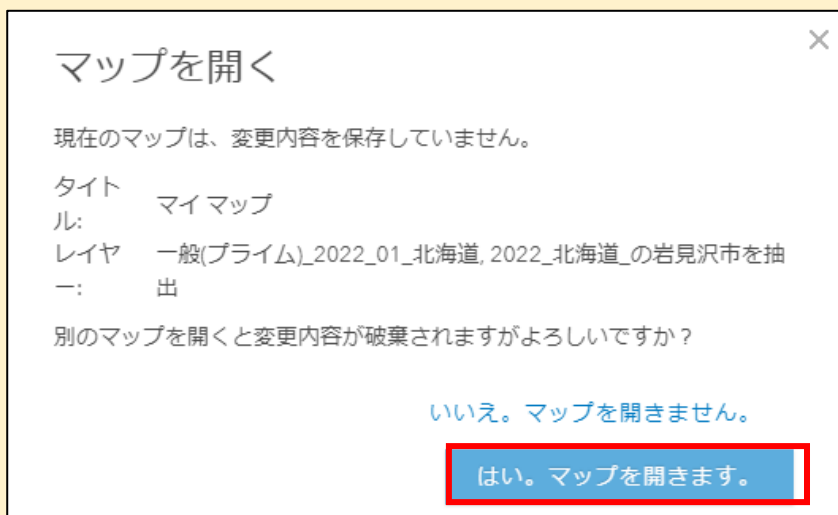 マップを開く
現在のマップは、変更内容を保存していません。
タイト
ル:
マイ マップ
レイヤ
ー:
一般(プライム)_2022_01_北海道, 2022_北海道_の岩見沢市を抽
出
別のマップを開くと変更内容が破棄されますがよろしいですか？
いいえ。マップを開きません。
はい。マップを開きます。